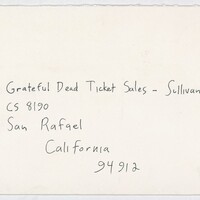 Grateful Dead Ticket Sales - Sullivan
CS 8190
San Rafael
California
94912